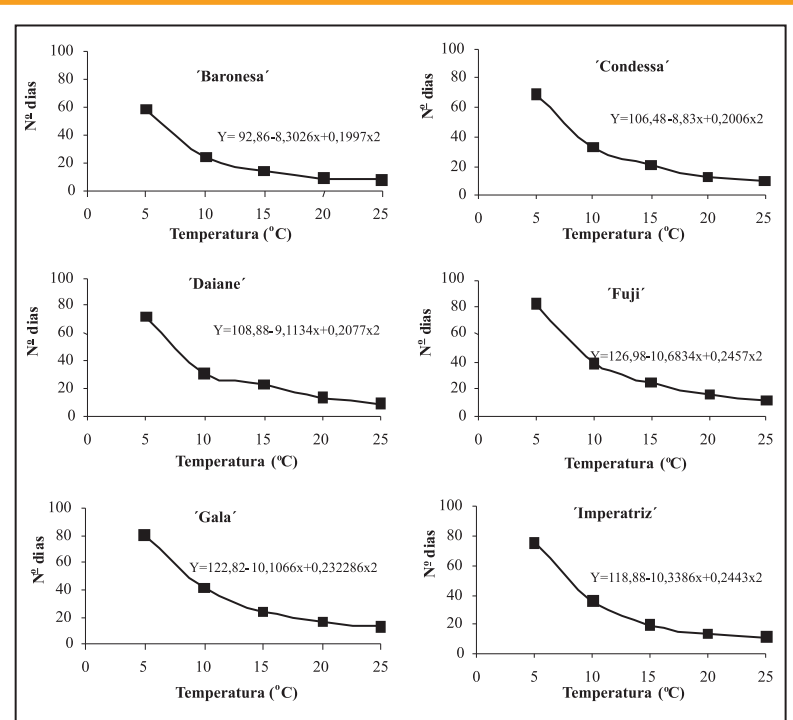 ´Baronesa´
Nº dias
100
80
60
40
20
0
Y= 92,86-8,3026x+0,1997x2
0 5 10 15 20 25
Temperatura (°C)
´Condessa´
Nº dias
100
80
60
40
20
0
Y=106,48-8,83x+0,2006x2
0 5 10 15 20 25
Temperatura (°C)
´Daiane´
Nº dias
100
80
60
40
20
0
Y=108,88-9,1134x+0,2077x2
0 5 10 15 20 25
Temperatura (ºC)
´Fuji´
Nº dias
100
80
60
40
20
0
Y=126,98-10,6834x+0,2457x2
0 5 10 15 20 25
Temperatura (ºC)
´Gala´
Nº dias
100
80
60
40
20
0
Y=122,82-10,1066x+0,232286x2
0 5 10 15 20 25
Temperatura (°C)
´Imperatriz´
Nº dias
100
80
60
40
20
0
Y=118,88-10,3386x+0,2443x2
0 5 10 15 20 25
Temperatura (ºC)